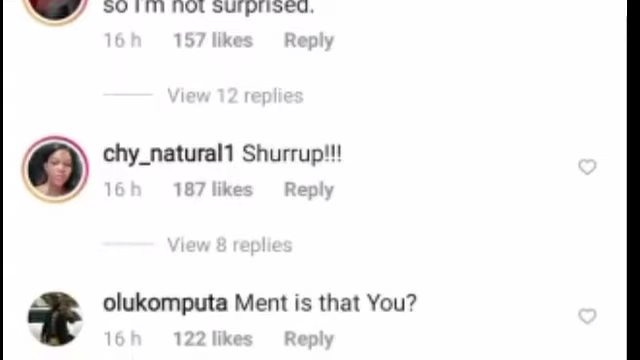 so I'm not surprised.
16 h 157 likes Reply
View 12 replies
chy_natural1 Shurrup!!!
16 h 187 likes Reply
View 8 replies
olukomputa Ment is that You?
16 h 122 likes Reply